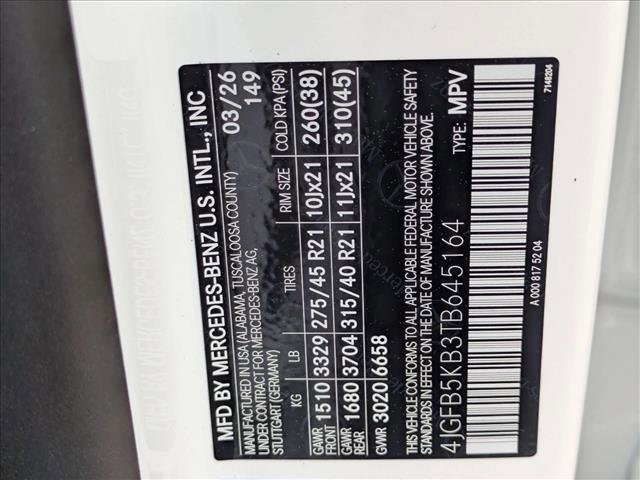 MFD BY MERCEDES-BENZ U.S. INTL., INC
MANUFACTURED IN USA (ALABAMA, TUSCALOOSA COUNTY)
UNDER CONTRACT FOR MERCEDES-BENZ AG,
STUTTGART (GERMANY)
03/26
149
KG LB TIRES RIM SIZE COLD KPA (PSI)
GAWR FRONT 1510 3329 275/45 R21 10Jx21 260(38)
GAWR REAR 1680 3704 315/40 R21 11Jx21 310(45)
GVWR 3020/6658
THIS VEHICLE CONFORMS TO ALL APPLICABLE FEDERAL MOTOR VEHICLE SAFETY
AND THEFT PREVENTION STANDARDS IN
EFFECT ON THE DATE OF MANUFACTURE SHOWN ABOVE.
4JGFB5KB3TB645164 TYPE: MPV
A 000 817 52 04
7148204